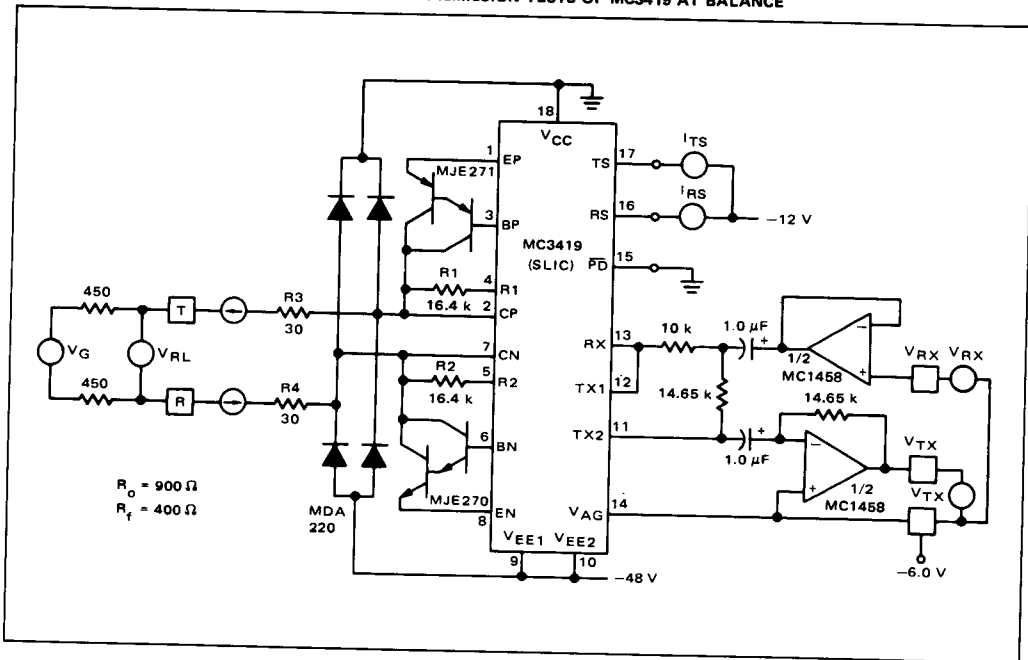 AT BALANCE
18
VCC
1
EP
MJE271
3
BP
R1
4
R1
16.4 k
2
CP
7
CN
R2
5
R2
16.4 k
6
BN
MJE270
EN
8
VEE1
VEE2
9
10
−48 V
MC3419
(SLIC)
TS
17
ITS
RS
16
IRS
−12 V
PD
15
RX
13
10 k
1.0 µF
+
−
+
1/2
MC1458
VRX
VRX
TX1
12
14.65 k
TX2
11
1.0 µF
+
14.65 k
−
+
1/2
MC1458
VTX
VTX
VAG
14
−6.0 V
450
T
R3
30
VG
VRL
450
R
R4
30
Ro = 900 Ω
Rf = 400 Ω
MDA
220